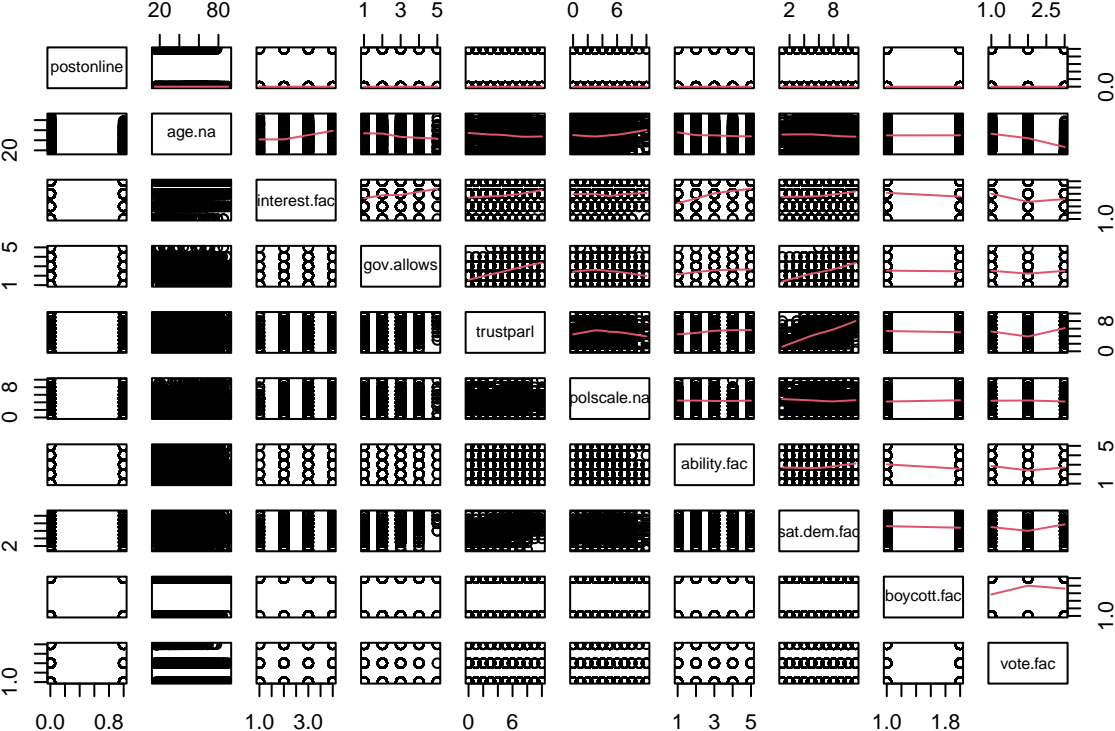 20 80 1 3 5 0 6 2 8 1.0 2.5
postonline 0.0
20 age.na
interest.fac 1.0
1 5 gov.allows
trustparl 0 8
0 8 polscale.na
ability.fac 1 5
2 sat.dem.fac
boycott.fac 1.0
1.0 vote.fac
0.0 0.8 1.0 3.0 0 6 1 3 5 1.0 1.8